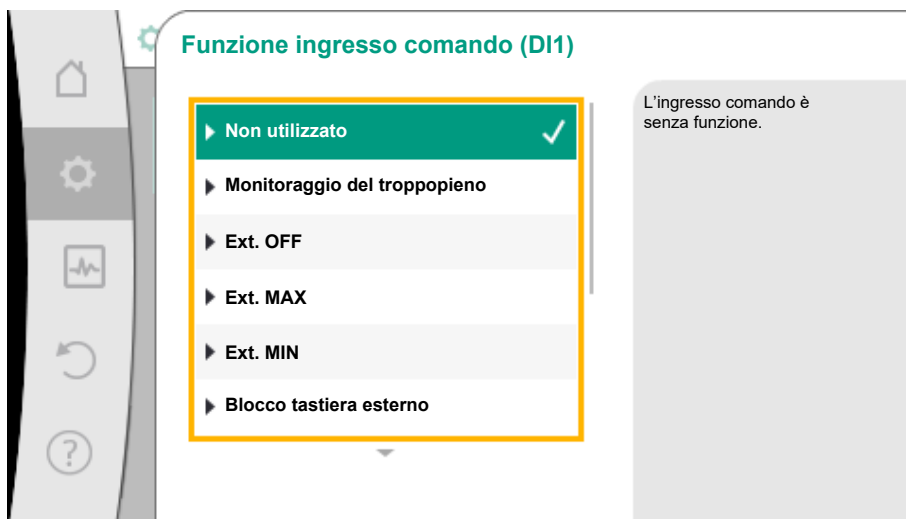 Funzione ingresso comando (DI1)
Non utilizzato
Monitoraggio del troppopieno
Ext. OFF
Ext. MAX
Ext. MIN
Blocco tastiera esterno
L'ingresso comando è
senza funzione.
?